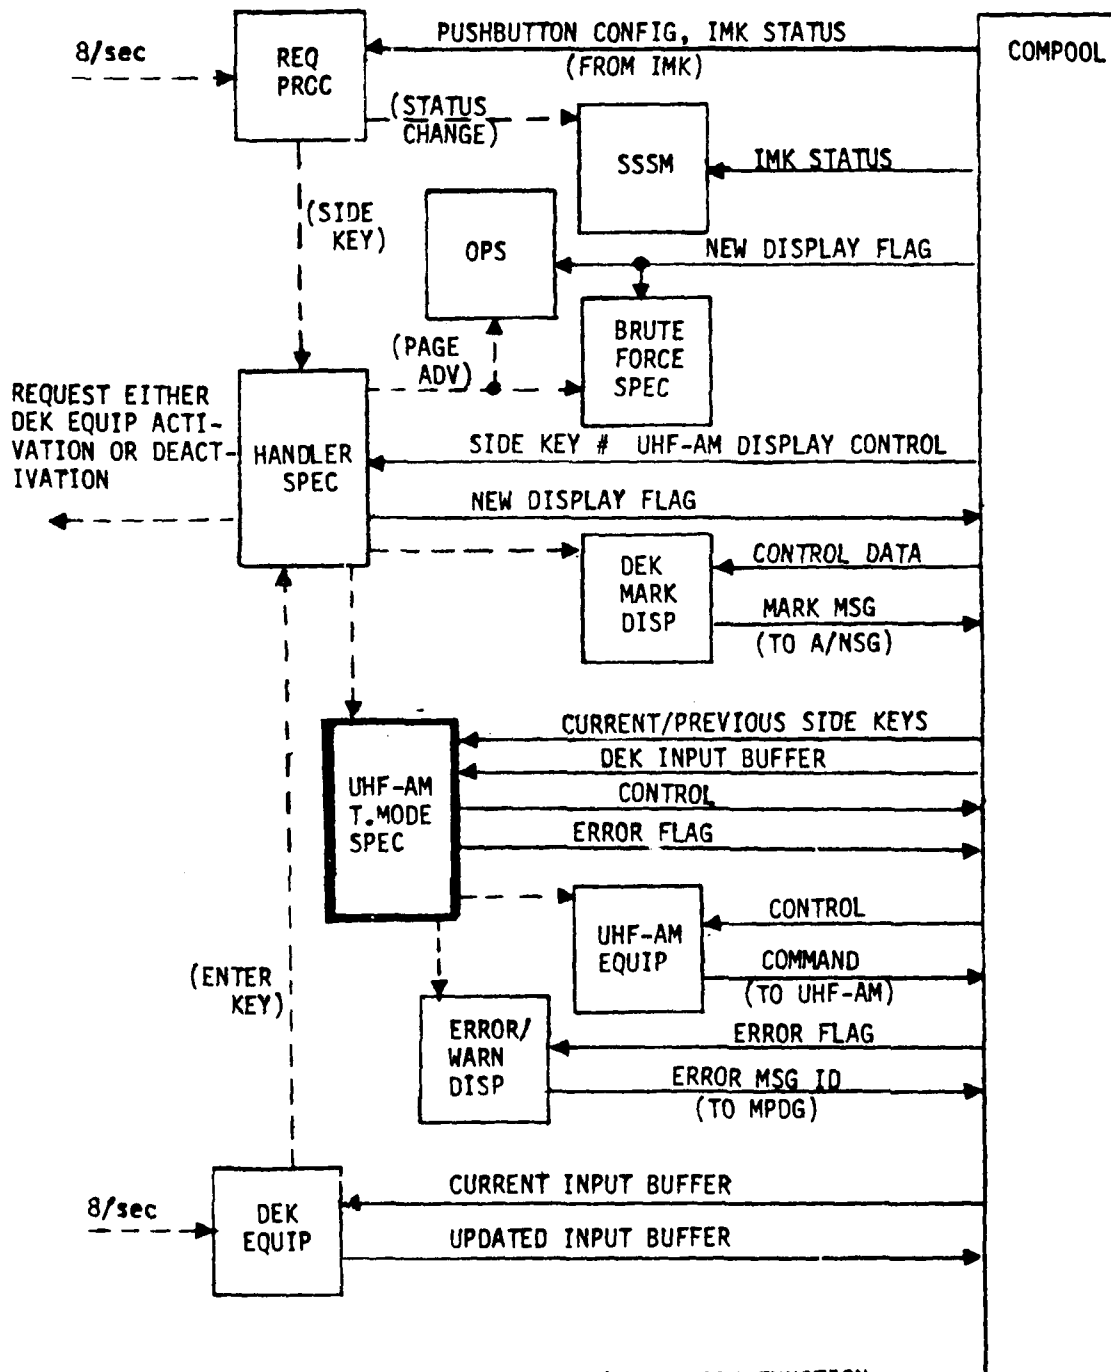 PUSHBUTTON CONFIG, IMK STATUS
(FROM IMK)
COMPOOL
8/sec
REQ
PRCC
(STATUS
CHANGE)
SSSM
IMK STATUS
(SIDE
KEY)
OPS
NEW DISPLAY FLAG
BRUTE
FORCE
SPEC
(PAGE
ADV)
REQUEST EITHER
DEK EQUIP ACTI-
VATION OR DEACT-
IVATION
HANDLER
SPEC
SIDE KEY # UHF-AM DISPLAY CONTROL
NEW DISPLAY FLAG
DEK
MARK
DISP
CONTROL DATA
MARK MSG
(TO A/NSG)
UHF-AM
T.MODE
SPEC
CURRENT/PREVIOUS SIDE KEYS
DEK INPUT BUFFER
CONTROL
ERROR FLAG
UHF-AM
EQUIP
CONTROL
COMMAND
(TO UHF-AM)
(ENTER
KEY)
ERROR/
WARN
DISP
ERROR FLAG
ERROR MSG ID
(TO MPDG)
8/sec
DEK
EQUIP
CURRENT INPUT BUFFER
UPDATED INPUT BUFFER
FUNCTION